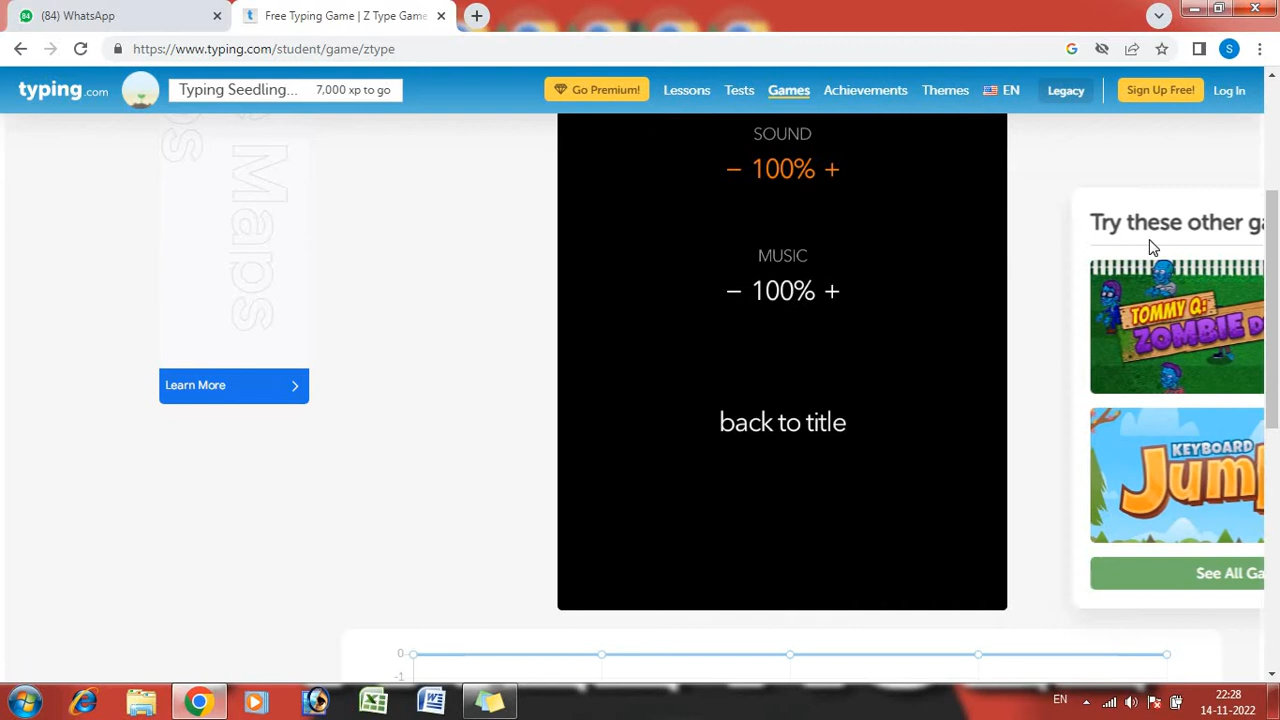 (84) WhatsApp
Free Typing Game | Z Type Game
https://www.typing.com/student/game/ztype
S
typing.com
Typing Seedling... 7,000 xp to go
Go Premium!
Lessons
Tests
Games
Achievements
Themes
EN
Legacy
Sign Up Free!
Log In
Maps
SOUND
– 100% +
MUSIC
– 100% +
back to title
Learn More
Try these other ga
TOMMY Q:
ZOMBIE D
KEYBOARD
Jum
See All Ga
0
-1
EN
22:28
14-11-2022